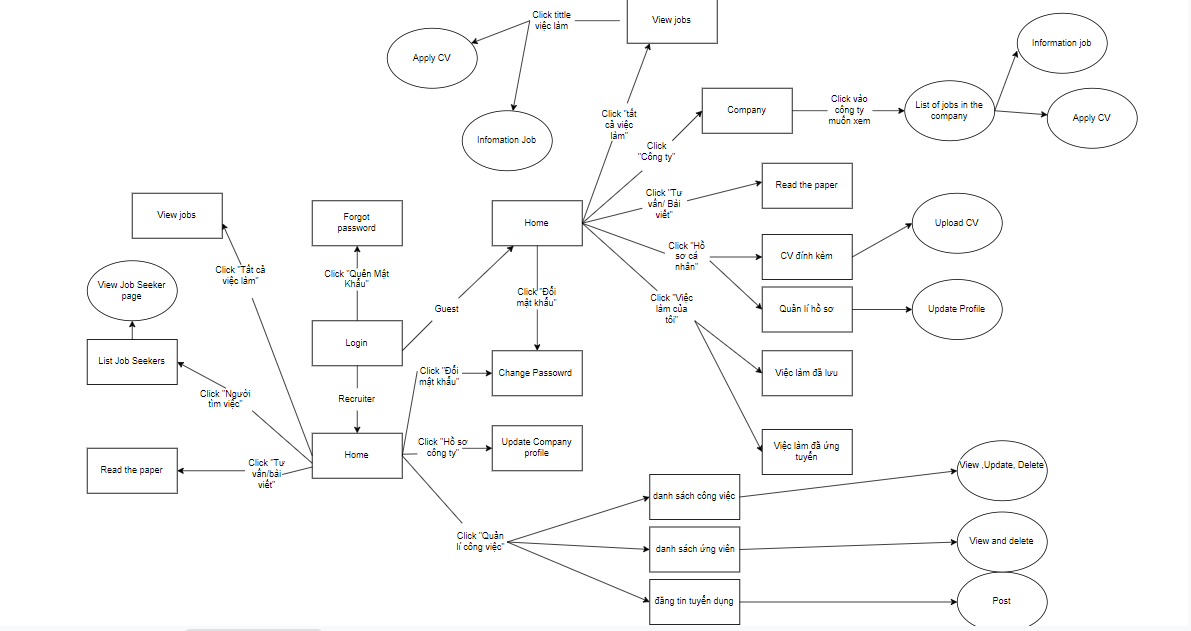 Click tittle
việc làm
View jobs
Apply CV
Infomation Job
Information job
Click "tất
cả việc
làm"
Company
Click vào
công ty
muốn xem
List of jobs in the
company
Apply CV
Click
"Công ty"
Click "Tư
vấn/ Bài
viết"
Read the paper
View jobs
Forgot
password
Home
Click "Hồ
sơ cá
nhân"
CV đính kèm
Upload CV
Click "Tất cả
việc làm"
Click "Quên Mật
Khẩu"
View Job Seeker
page
Guest
Click "Đổi
mật khẩu"
Click "Việc
làm của
tôi"
Quản lí hồ sơ
Update Profile
Login
List Job Seekers
Click "Đổi
mật khẩu"
Change Passowrd
Việc làm đã lưu
Click "Người
tìm việc"
Recruiter
Home
Click "Hồ sơ
công ty"
Update Company
profile
Việc làm đã ứng
tuyển
Read the paper
Click "Tư
vấn/bài
viết"
View ,Update, Delete
danh sách công việc
Click "Quản
lí công việc"
danh sách ứng viên
View and delete
đăng tin tuyển dụng
Post